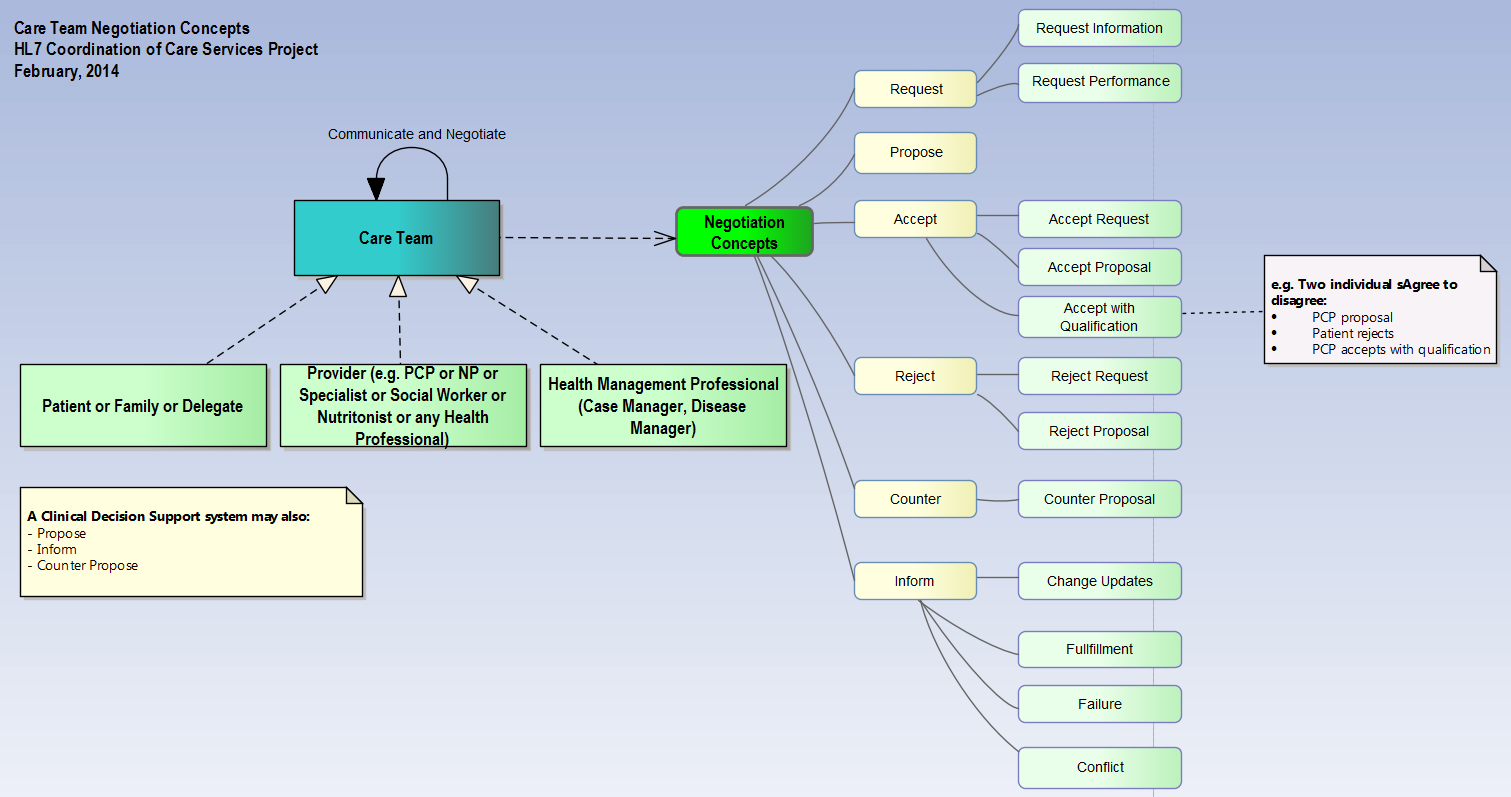 Care Team Negotiation Concepts
HL7 Coordination of Care Services Project
February, 2014
Communicate and Negotiate
Care Team
Patient or Family or Delegate
Provider (e.g. PCP or NP or
Specialist or Social Worker or
Nutritonist or any Health
Professional)
Health Management Professional
(Case Manager, Disease
Manager)
A Clinical Decision Support system may also:
- Propose
- Inform
- Counter Propose
Negotiation
Concepts
Request
Request Information
Request Performance
Propose
Accept
Accept Request
Accept Proposal
Accept with
Qualification
e.g. Two individual sAgree to
disagree:
• PCP proposal
• Patient rejects
• PCP accepts with qualification
Reject
Reject Request
Reject Proposal
Counter
Counter Proposal
Inform
Change Updates
Fullfillment
Failure
Conflict